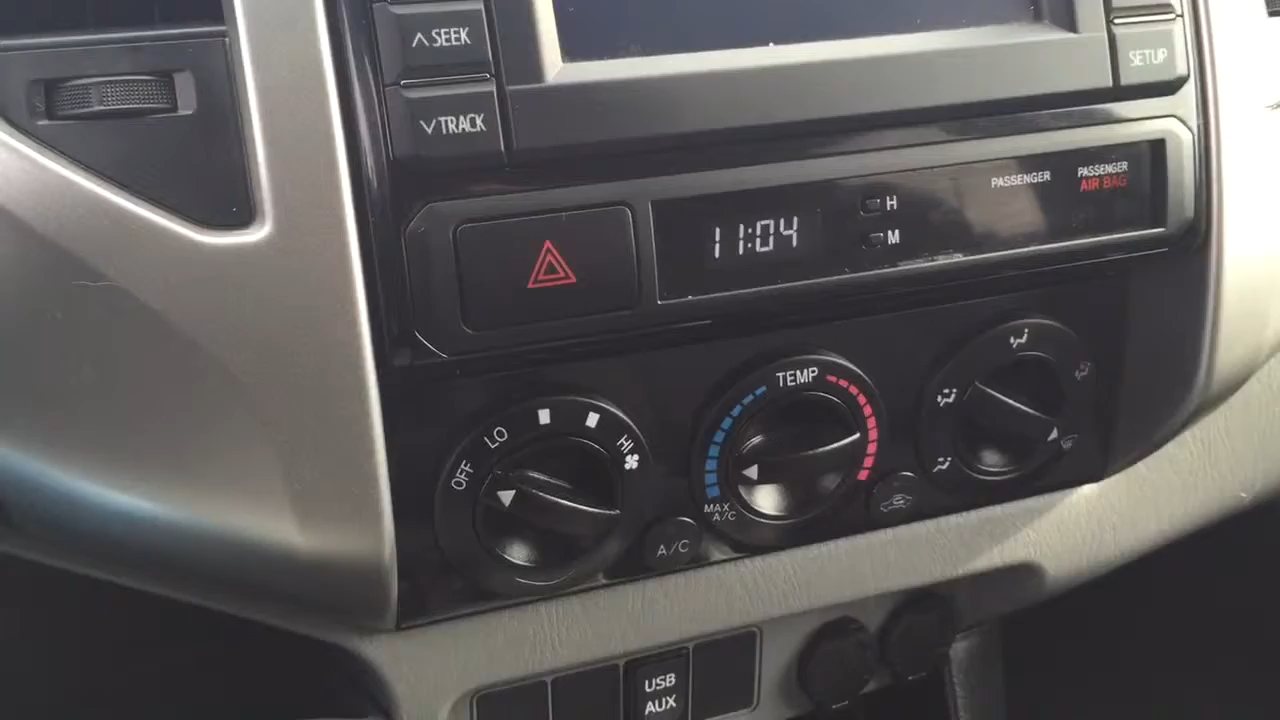 ∧ SEEK
SETUP
∨ TRACK
PASSENGER
PASSENGER
AIR BAG
11:04
H
M
TEMP
LO
HI
OFF
MAX
A/C
A/C
USB
AUX